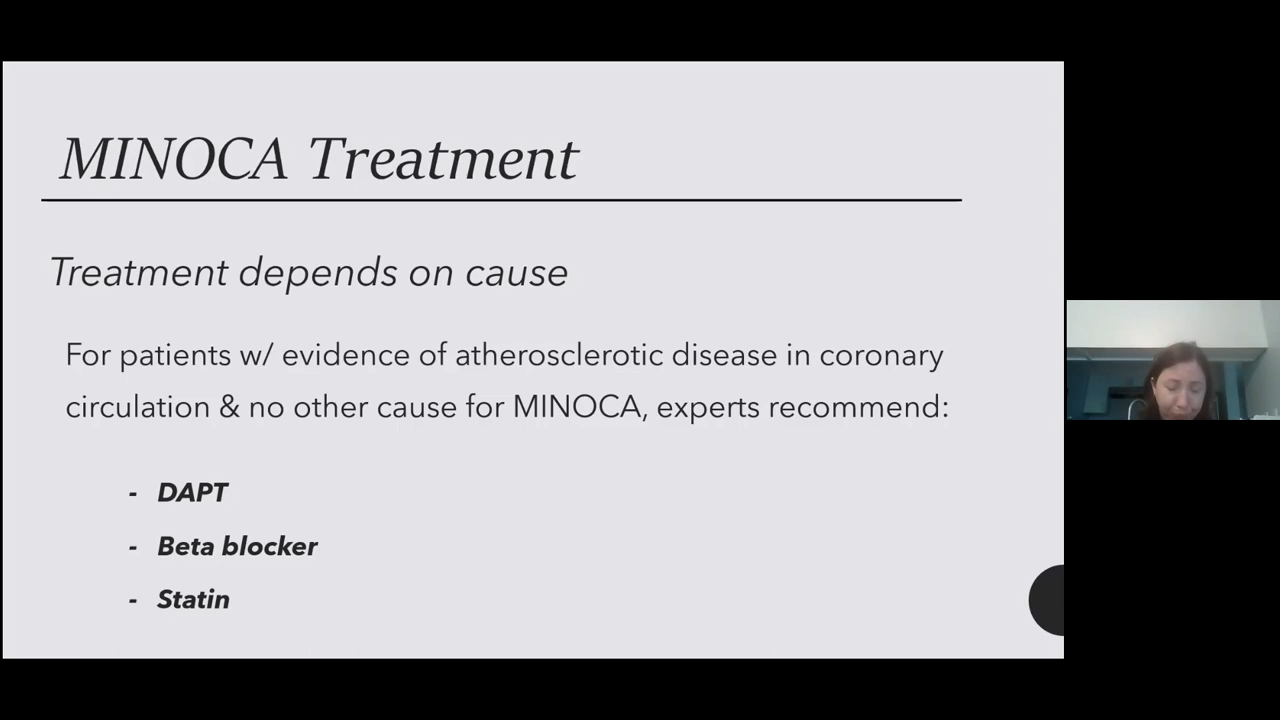 MINOCA Treatment
Treatment depends on cause
For patients w/ evidence of atherosclerotic disease in coronary
circulation & no other cause for MINOCA, experts recommend:
- DAPT
- Beta blocker
- Statin